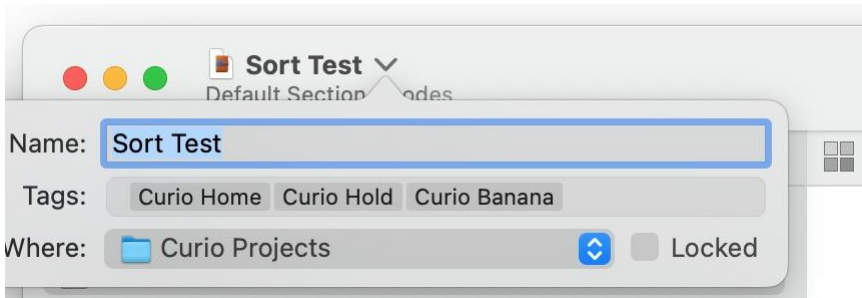 Sort Test
Default Section
odes
Name: Sort Test
Tags: Curio Home Curio Hold Curio Banana
Where: Curio Projects Locked